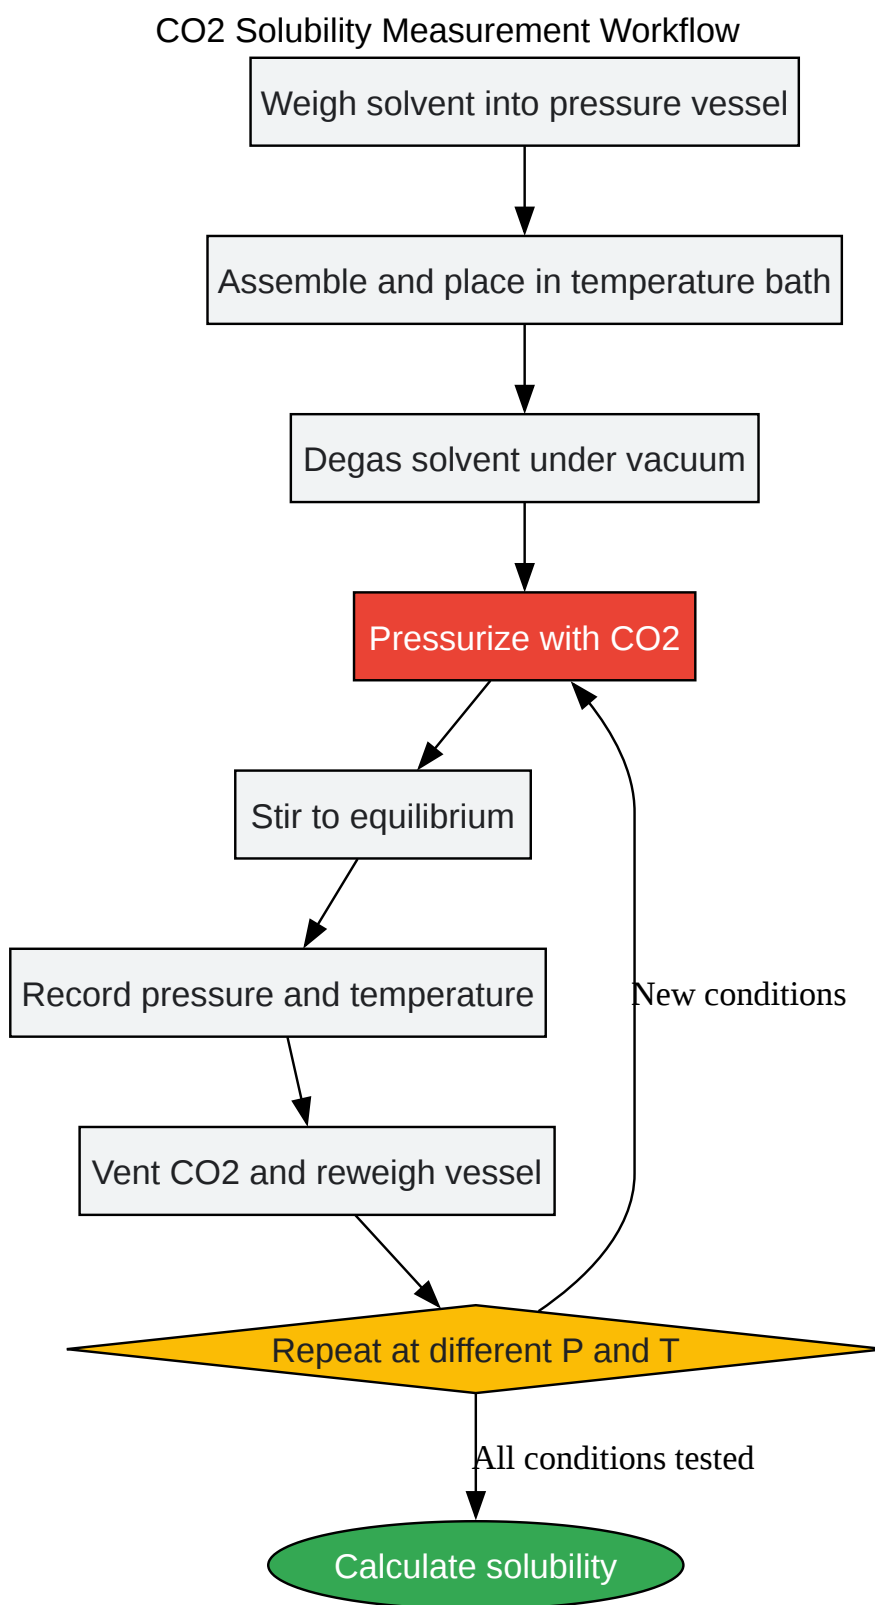 CO2 Solubility Measurement Workflow
Weigh solvent into pressure vessel
Assemble and place in temperature bath
Degas solvent under vacuum
Pressurize with CO2
Stir to equilibrium
Record pressure and temperature
New conditions
Vent CO2 and reweigh vessel
Repeat at different P and T
All conditions tested
Calculate solubility